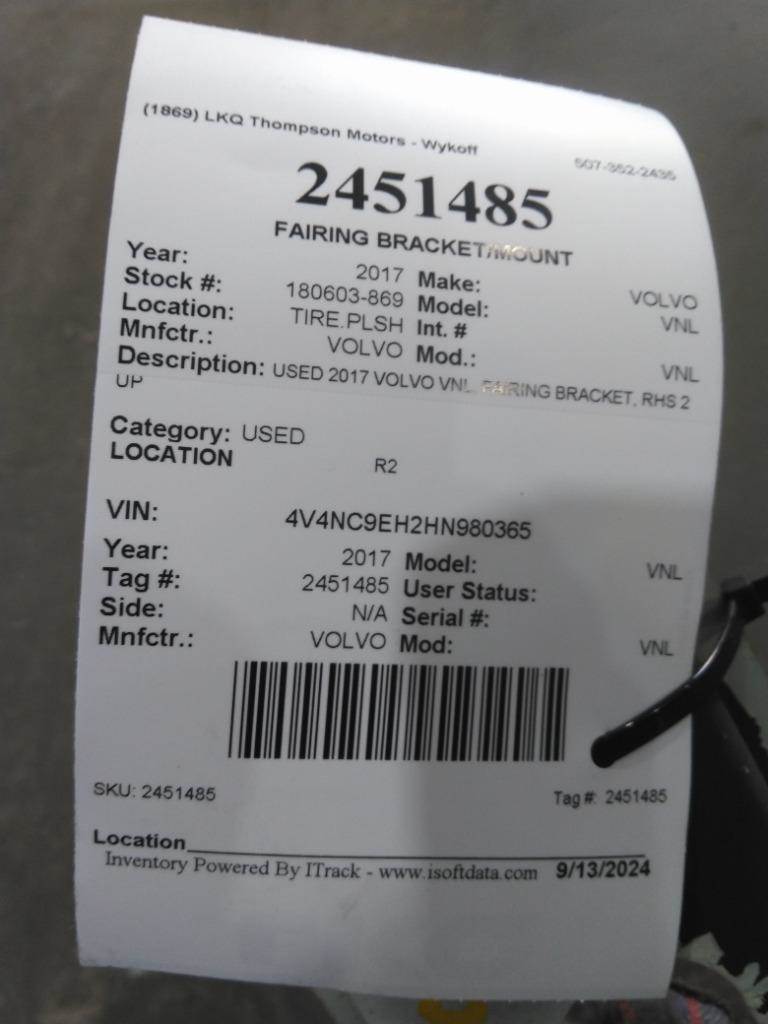 (1869) LKQ Thompson Motors - Wykoff 507-352-2435
2451485
FAIRING BRACKET/MOUNT
Year: 2017 Make: VOLVO
Stock #: 180603-869 Model: VNL
Location: TIRE.PLSH Int. #
Mnfctr.: VOLVO Mod.: VNL
Description: USED 2017 VOLVO VNL, FAIRING BRACKET, RHS 2
UP
Category: USED
LOCATION R2
VIN: 4V4NC9EH2HN980365
Year: 2017 Model: VNL
Tag #: 2451485 User Status:
Side: N/A Serial #:
Mnfctr.: VOLVO Mod: VNL
SKU: 2451485 Tag #: 2451485
Location
Inventory Powered By ITrack - www.isoftdata.com 9/13/2024